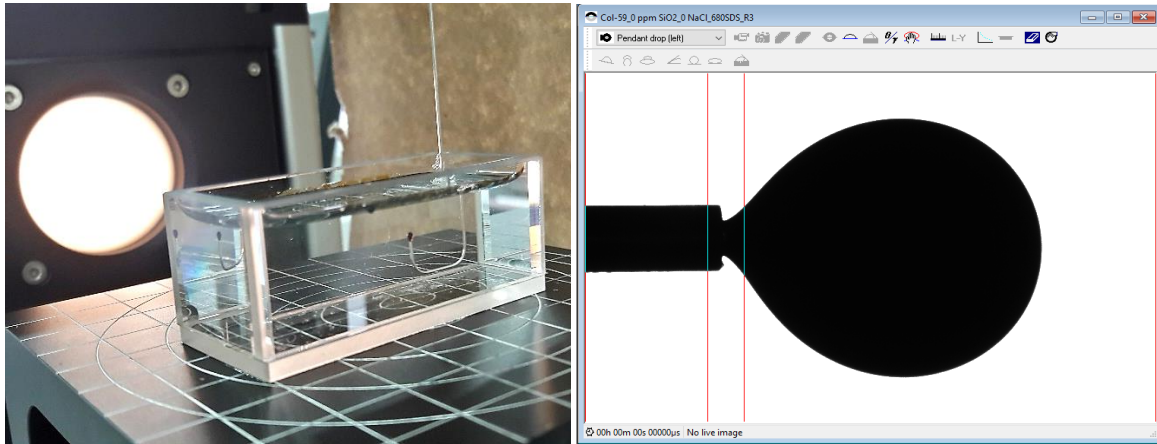 Col-59_0 ppm SiO2_0 NaCl_680SDS_R3
Pendant drop (left)
L-Y
00h 00m 00s 00000µs No live image